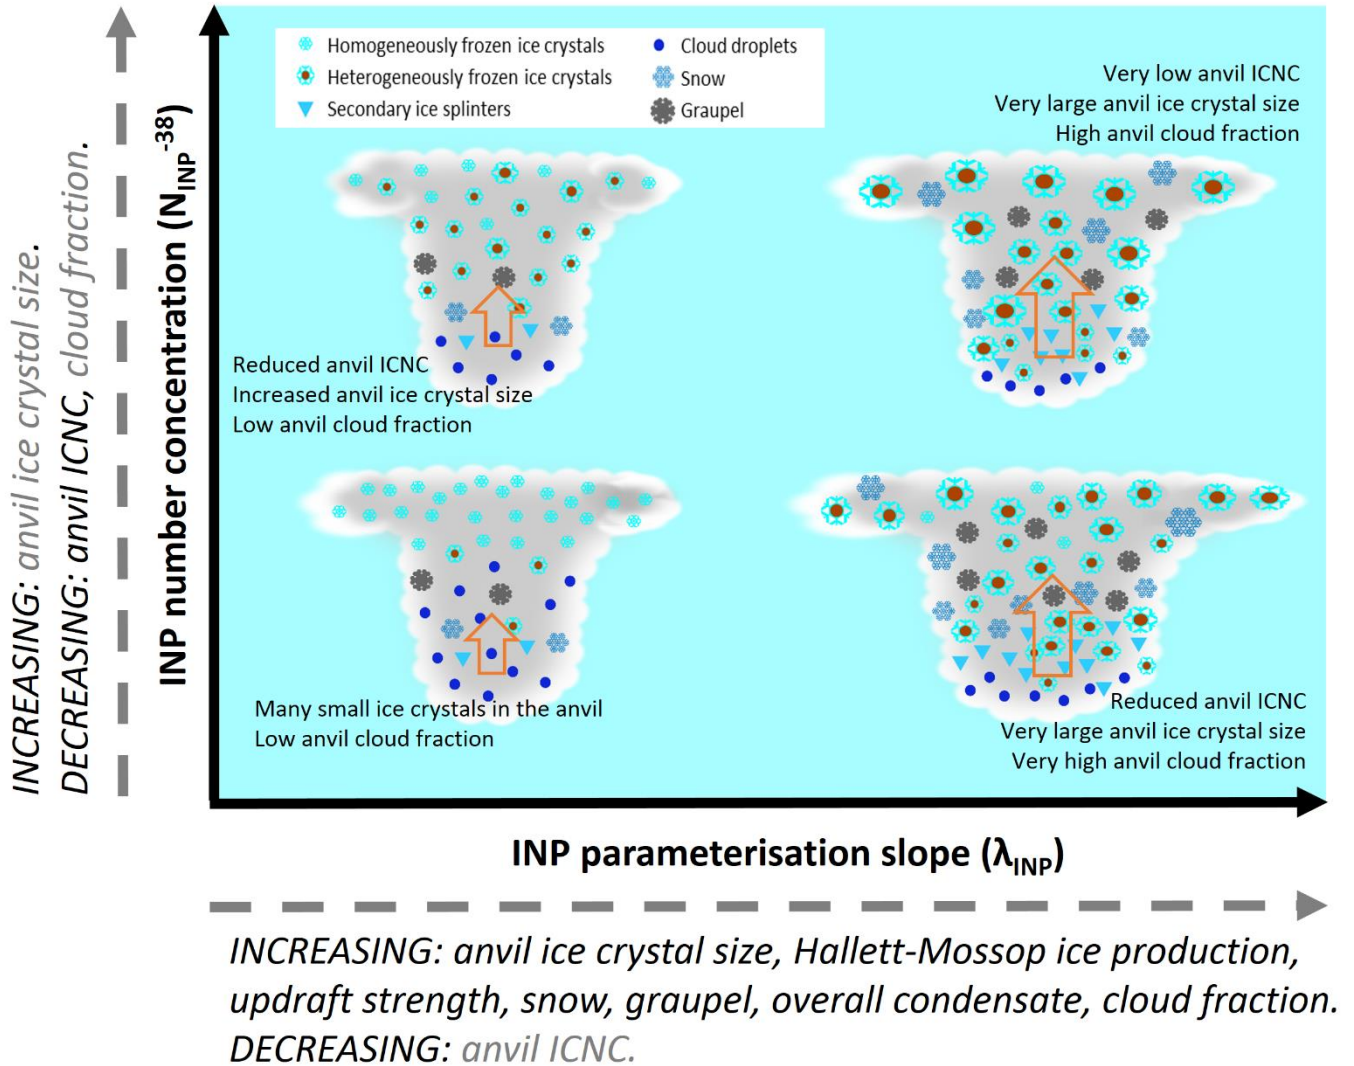 Homogeneously frozen ice crystals
Heterogeneously frozen ice crystals
Secondary ice splinters
Cloud droplets
Snow
Graupel
Very low anvil ICNC
Very large anvil ice crystal size
High anvil cloud fraction
Reduced anvil ICNC
Increased anvil ice crystal size
Low anvil cloud fraction
Many small ice crystals in the anvil
Low anvil cloud fraction
Reduced anvil ICNC
Very large anvil ice crystal size
Very high anvil cloud fraction
INCREASING: anvil ice crystal size.
DECREASING: anvil ICNC, cloud fraction.
INP number concentration (N_INP^-38)
INP parameterisation slope (λ_INP)
INCREASING: anvil ice crystal size, Hallett-Mossop ice production,
updraft strength, snow, graupel, overall condensate, cloud fraction.
DECREASING: anvil ICNC.